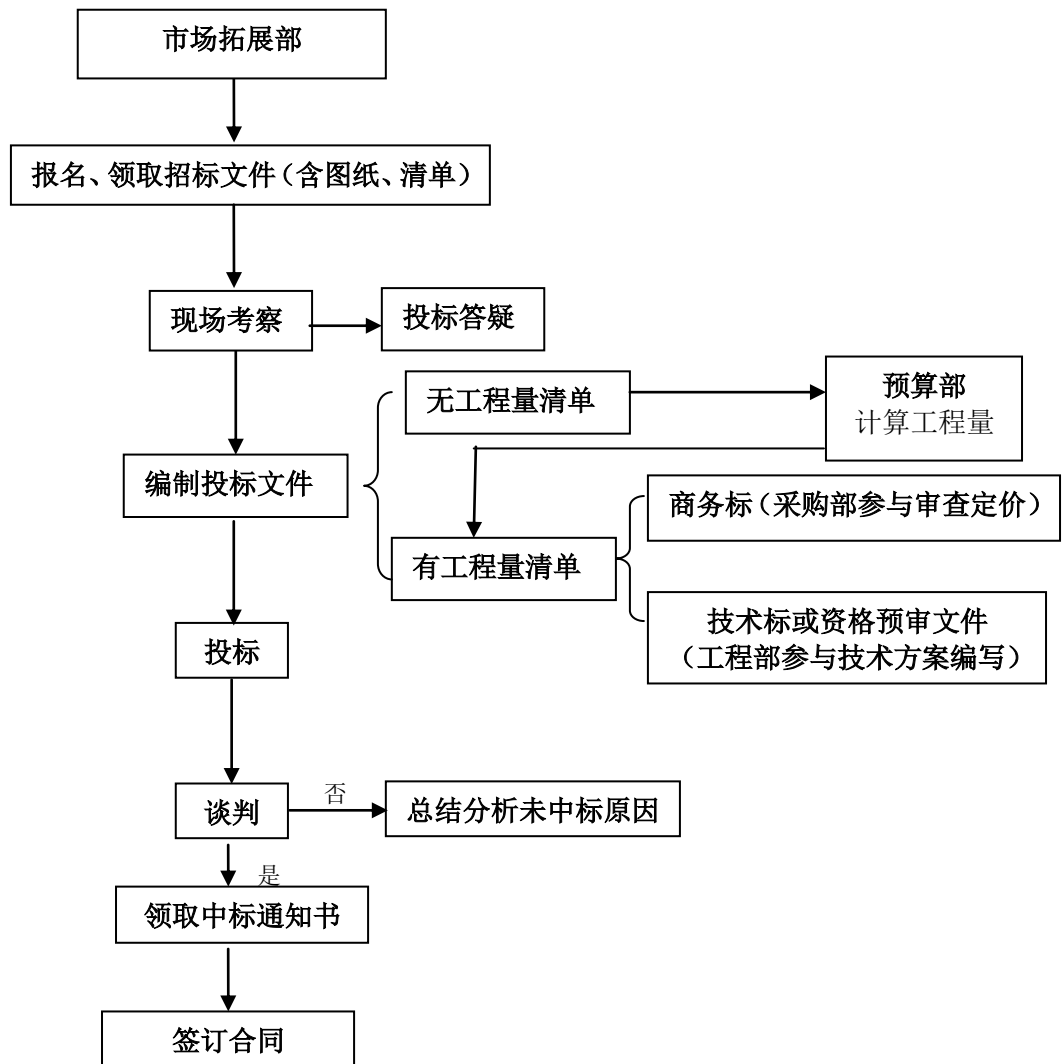 市场拓展部
报名、领取招标文件（含图纸、清单）
现场考察
投标答疑
无工程量清单
预算部
计算工程量
编制投标文件
商务标（采购部参与审查定价）
有工程量清单
技术标或资格预审文件
（工程部参与技术方案编写）
投标
谈判
否
总结分析未中标原因
是
领取中标通知书
签订合同